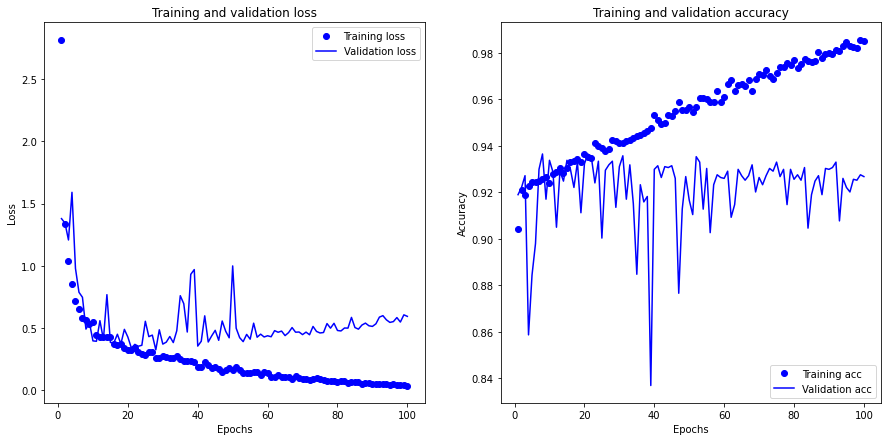 Training and validation loss
Training loss
Validation loss
2.5
2.0
1.5
1.0
0.5
0.0
Loss
0
20
40
60
80
100
Epochs
Training and validation accuracy
0.98
0.96
0.94
0.92
0.90
0.88
0.86
0.84
Accuracy
Training acc
Validation acc
0
20
40
60
80
100
Epochs